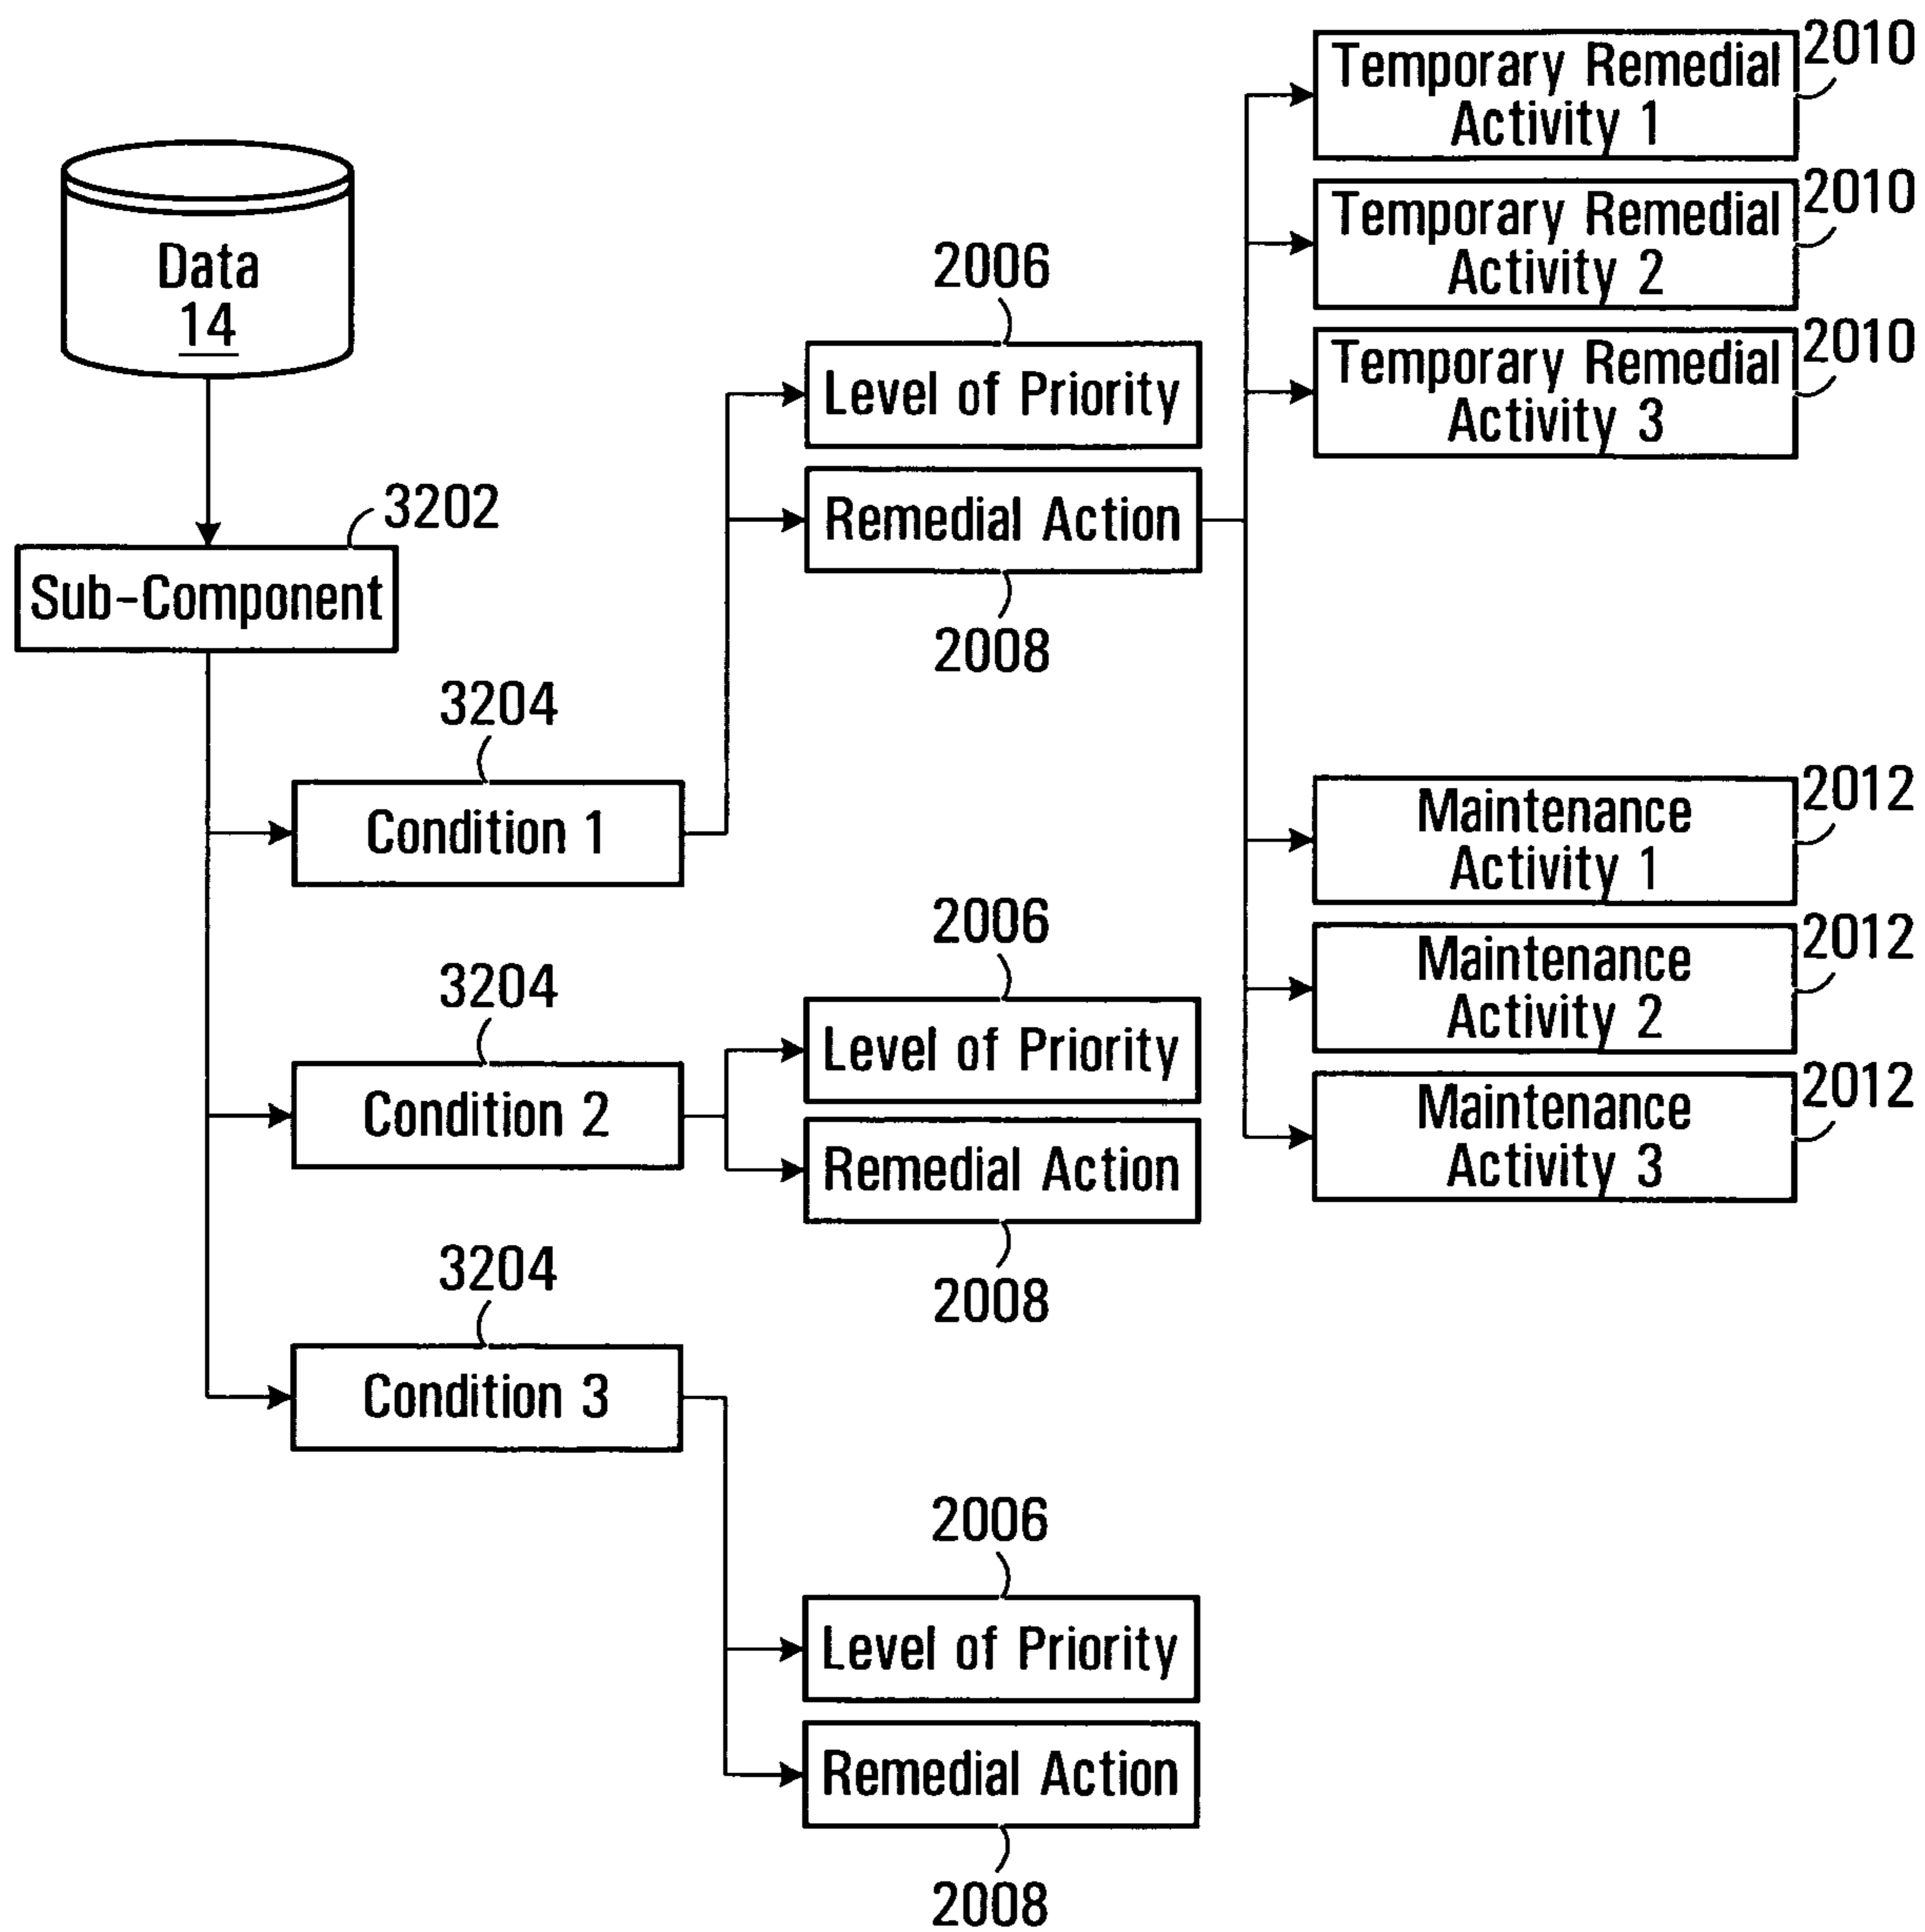 Data
14
3202
Sub-Component
3204
Condition 1
3204
Condition 2
3204
Condition 3
2006
Level of Priority
Remedial Action
2008
2006
Level of Priority
Remedial Action
2008
2006
Level of Priority
Remedial Action
2008
2010
Temporary Remedial
Activity 1
2010
Temporary Remedial
Activity 2
2010
Temporary Remedial
Activity 3
2012
Maintenance
Activity 1
2012
Maintenance
Activity 2
2012
Maintenance
Activity 3